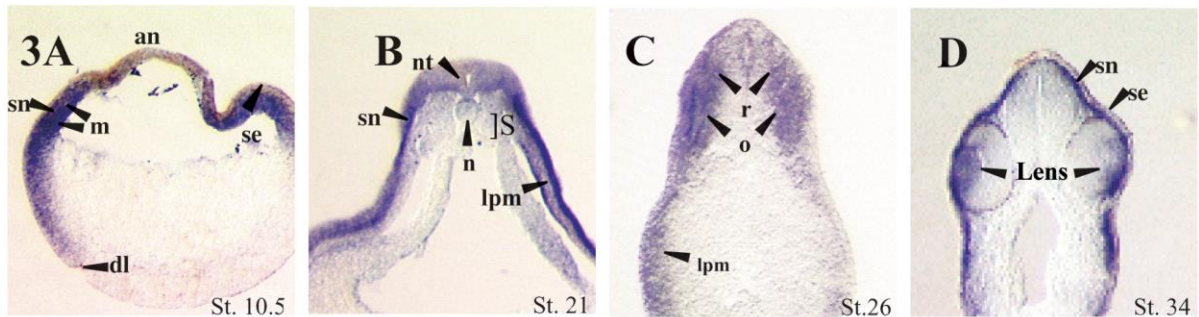 3A
an
sn
m
se
dl
St. 10.5
B
nt
sn
]S
n
lpm
St. 21
C
r
o
lpm
St.26
D
sn
se
Lens
St. 34